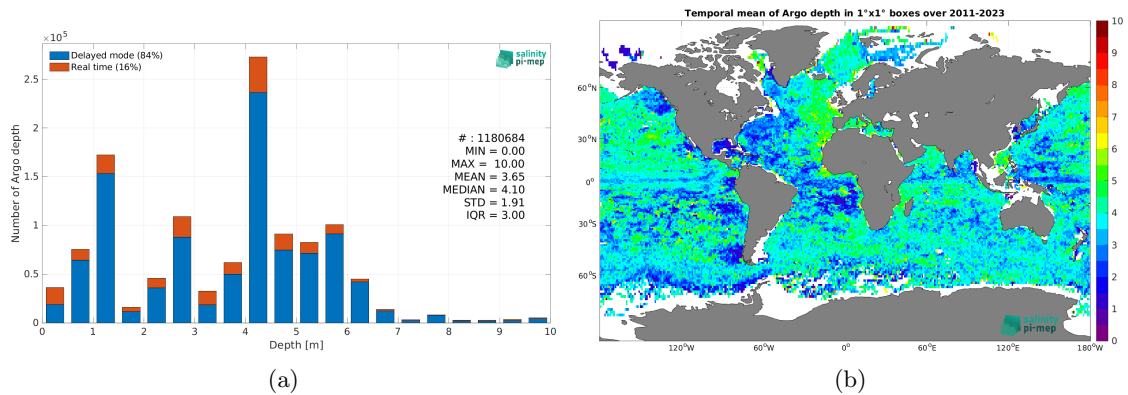 ×10⁵
Delayed mode (84%)
Real time (16%)
salinity
pi-mep
# : 1180684
MIN = 0.00
MAX = 10.00
MEAN = 3.65
MEDIAN = 4.10
STD = 1.91
IQR = 3.00
Number of Argo depth
2.5
2
1.5
1
0.5
0
0 1 2 3 4 5 6 7 8 9 10
Depth [m]
(a)
Temporal mean of Argo depth in 1°x1° boxes over 2011-2023
60°N
30°N
0°
30°S
60°S
120°W 60°W 0° 60°E 120°E 180°W
salinity
pi-mep
10
9
8
7
6
5
4
3
2
1
0
(b)